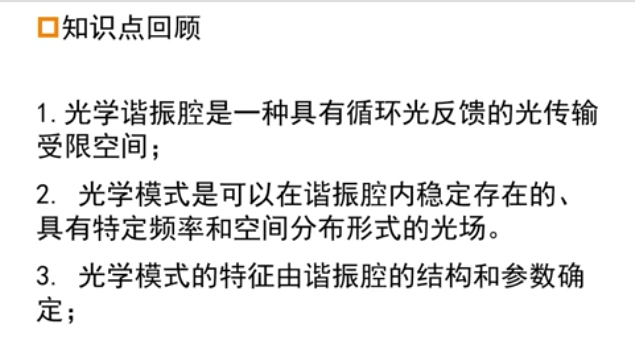 知识点回顾
1.光学谐振腔是一种具有循环光反馈的光传输
受限空间；
2. 光学模式是可以在谐振腔内稳定存在的、
具有特定频率和空间分布形式的光场。
3. 光学模式的特征由谐振腔的结构和参数确
定；